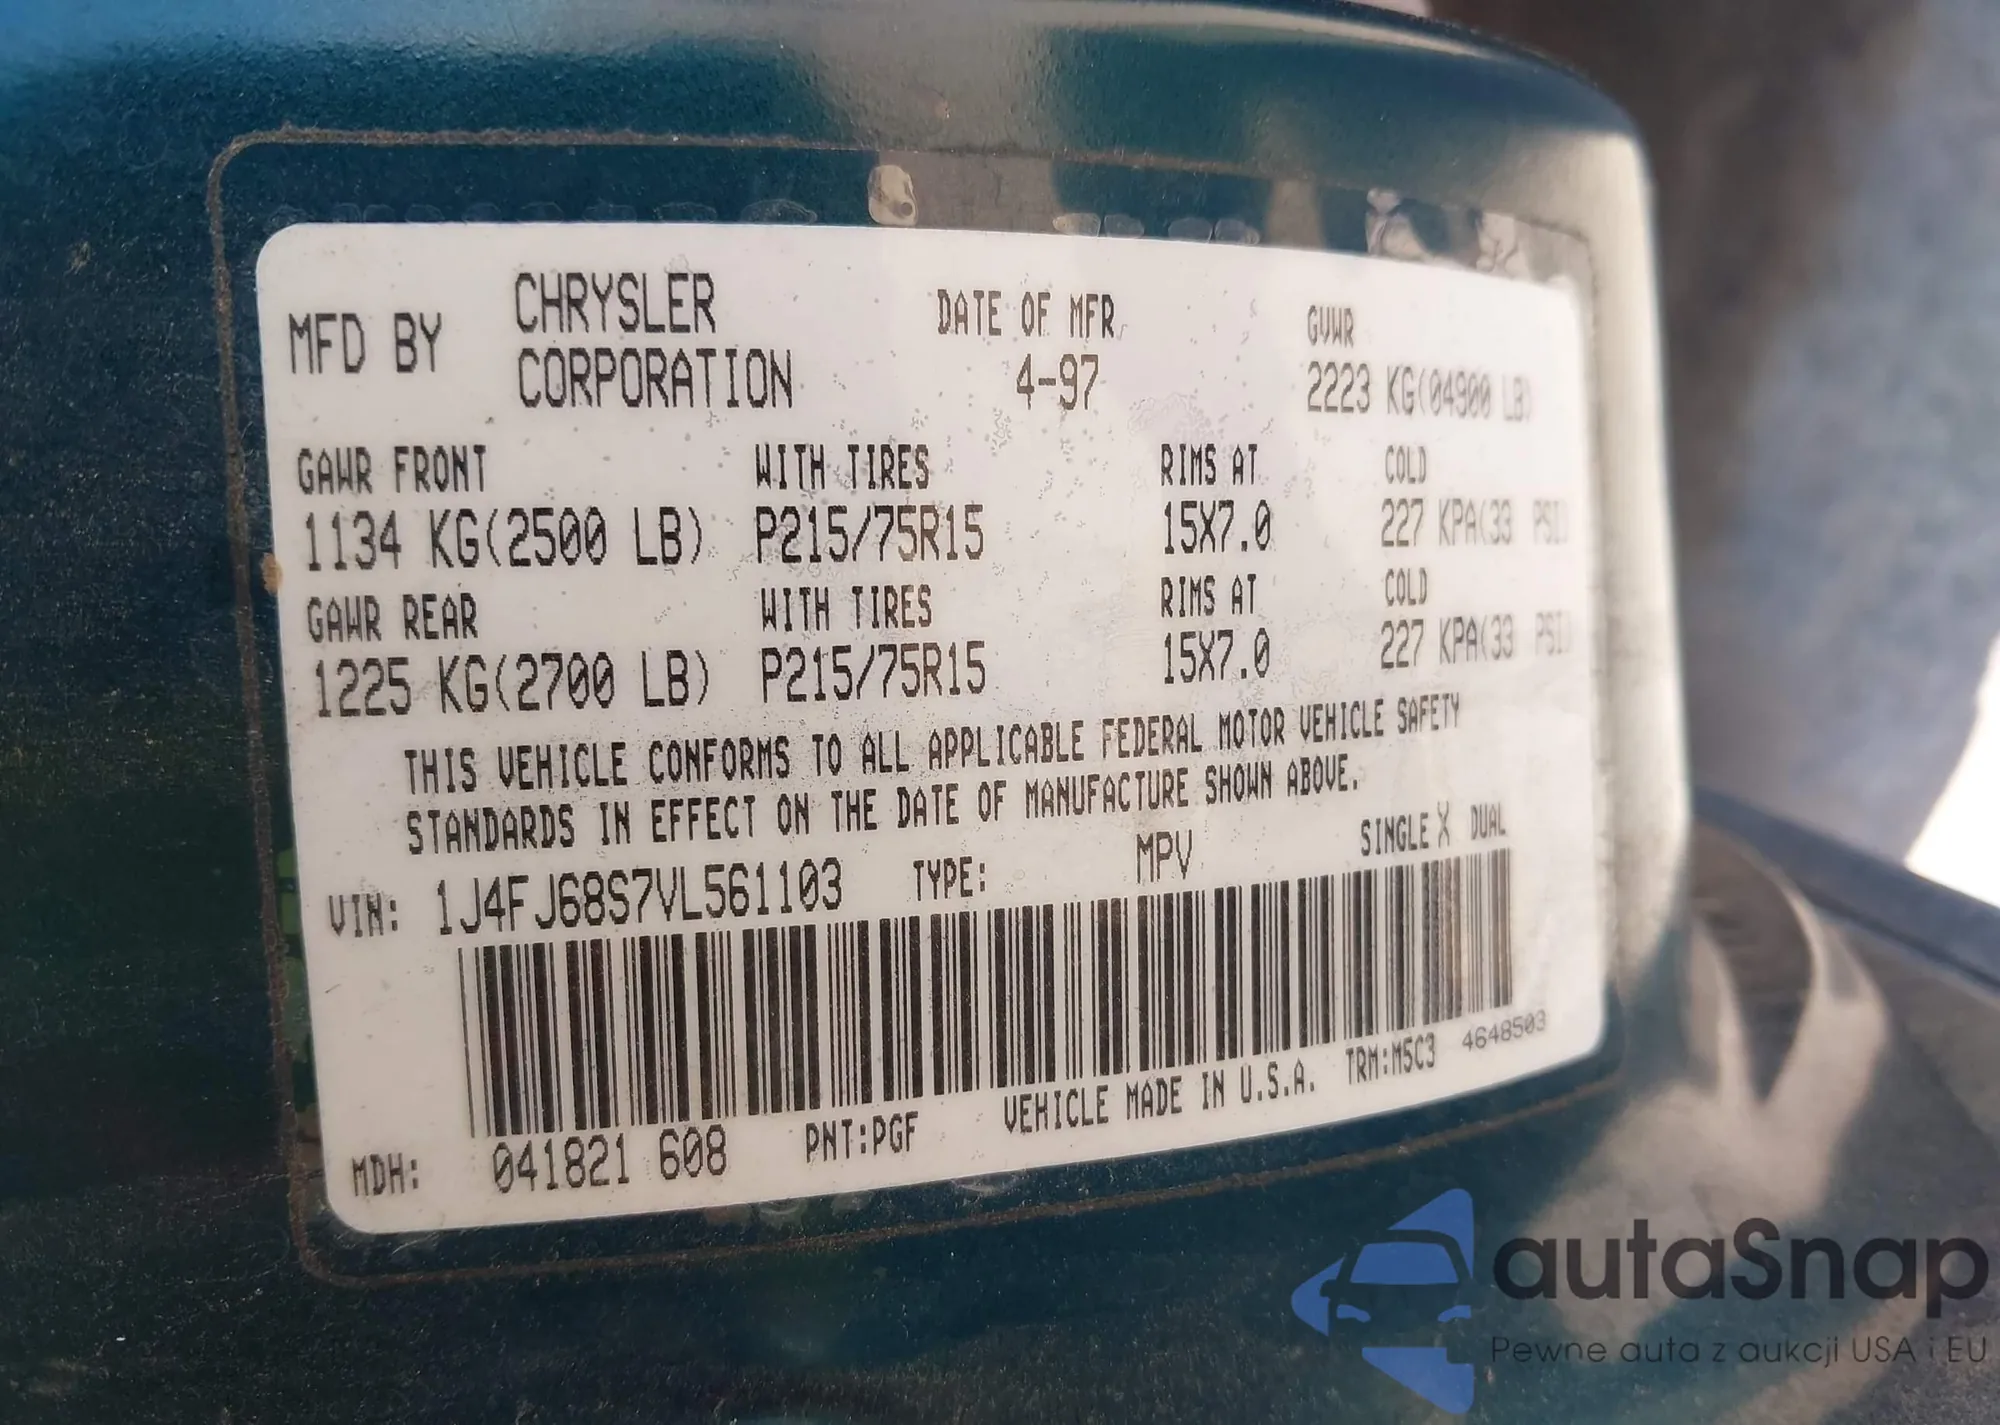 MFD BY CHRYSLER CORPORATION
DATE OF MFR 4-97
GVWR 2223 KG(04900 LB)
GAWR FRONT WITH TIRES RIMS AT COLD
1134 KG(2500 LB) P215/75R15 15X7.0 227 KPA(33 PSI)
GAWR REAR WITH TIRES RIMS AT COLD
1225 KG(2700 LB) P215/75R15 15X7.0 227 KPA(33 PSI)
THIS VEHICLE CONFORMS TO ALL APPLICABLE FEDERAL MOTOR VEHICLE SAFETY
STANDARDS IN EFFECT ON THE DATE OF MANUFACTURE SHOWN ABOVE.
VIN: 1J4FJ68S7VL561103 TYPE: MPV SINGLE X DUAL
MDH: 041821 608 PNT:PGF VEHICLE MADE IN U.S.A. TRM:M5C3 4648503
autaSnap
Pewne auta z aukcji USA i EU